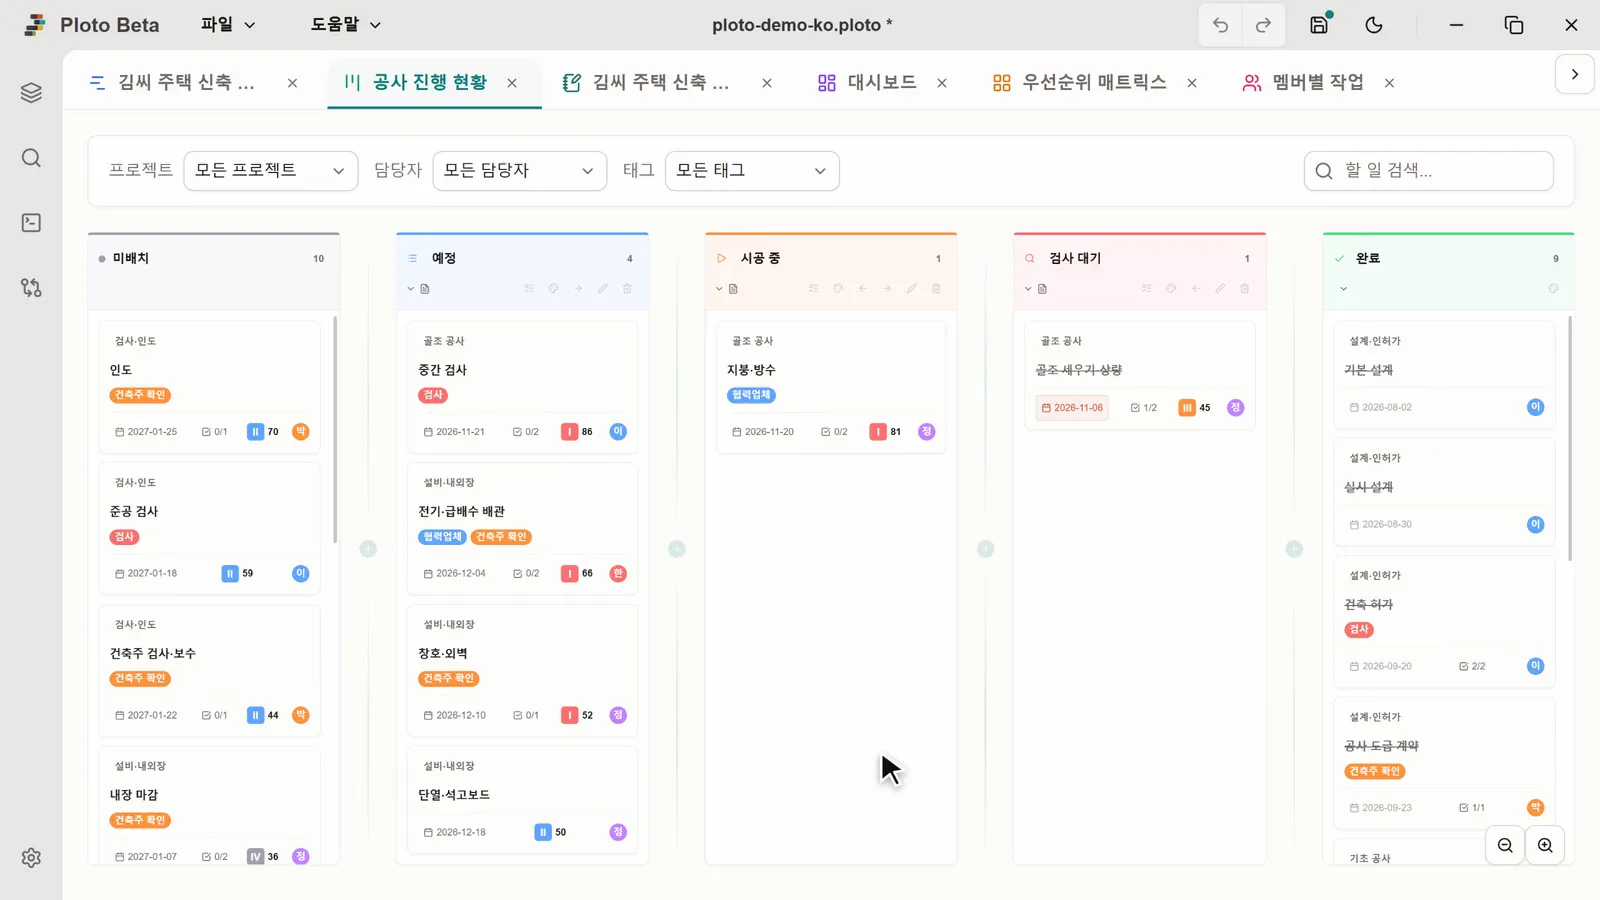 Ploto Beta
파일
도움말
ploto-demo-ko.ploto *
김씨 주택 신축 ...
공사 진행 현황
김씨 주택 신축 ...
대시보드
우선순위 매트릭스
멤버별 작업
프로젝트
모든 프로젝트
담당자
모든 담당자
태그
모든 태그
할 일 검색...
미배치
10
검사·인도
인도
건축주 확인
2027-01-25 0/1 II 70 박
검사·인도
준공 검사
검사
2027-01-18 II 59 이
검사·인도
건축주 검사·보수
건축주 확인
2027-01-22 0/1 II 44 박
설비·내외장
내장 마감
건축주 확인
2027-01-07 0/2 IV 36 정
예정
4
골조 공사
중간 검사
검사
2026-11-21 0/2 I 86 이
설비·내외장
전기·급배수 배관
협력업체 건축주 확인
2026-12-04 0/2 I 66 한
설비·내외장
창호·외벽
건축주 확인
2026-12-10 0/1 I 52 정
설비·내외장
단열·석고보드
2026-12-18 II 50 정
시공 중
1
골조 공사
지붕·방수
협력업체
2026-11-20 0/2 I 81 정
검사 대기
1
골조 공사
골조 세우기·상량
2026-11-06 1/2 III 45 정
완료
9
설계·인허가
기본 설계
2026-08-02 이
설계·인허가
실시 설계
2026-08-30 이
설계·인허가
건축 허가
검사
2026-09-20 2/2 이
설계·인허가
공사 도급 계약
건축주 확인
2026-09-23 1/1 박
기초 공사